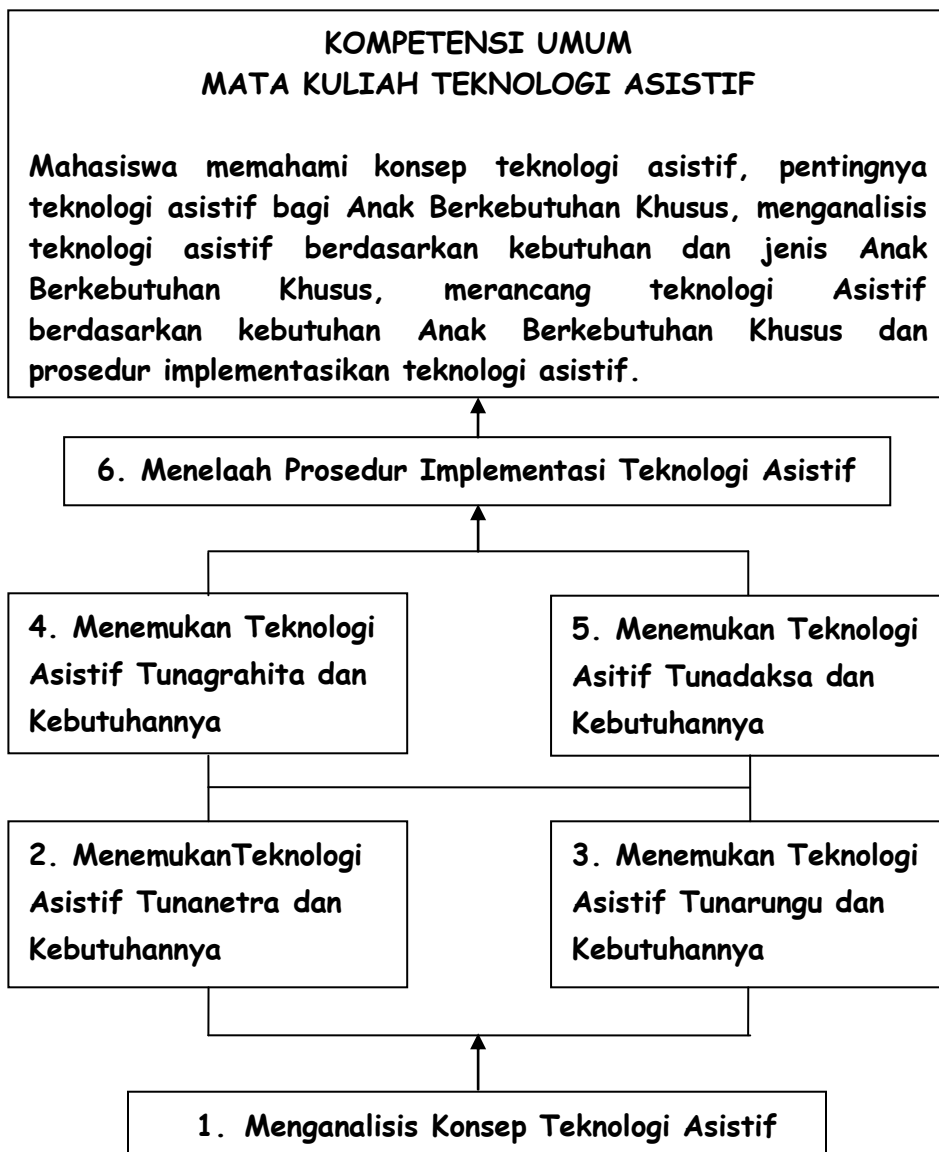 KOMPETENSI UMUM
MATA KULIAH TEKNOLOGI ASISTIF
Mahasiswa memahami konsep teknologi asistif, pentingnya
teknologi asistif bagi Anak Berkebutuhan Khusus, menganalisis
teknologi asistif berdasarkan kebutuhan dan jenis Anak
Berkebutuhan Khusus, merancang teknologi Asistif
berdasarkan kebutuhan Anak Berkebutuhan Khusus dan
prosedur implementasikan teknologi asistif.
6. Menelaah Prosedur Implementasi Teknologi Asistif
4. Menemukan Teknologi
Asistif Tunagrahita dan
Kebutuhannya
5. Menemukan Teknologi
Asitif Tunadaksa dan
Kebutuhannya
2. MenemukanTeknologi
Asistif Tunanetra dan
Kebutuhannya
3. Menemukan Teknologi
Asistif Tunarungu dan
Kebutuhannya
1. Menganalisis Konsep Teknologi Asistif